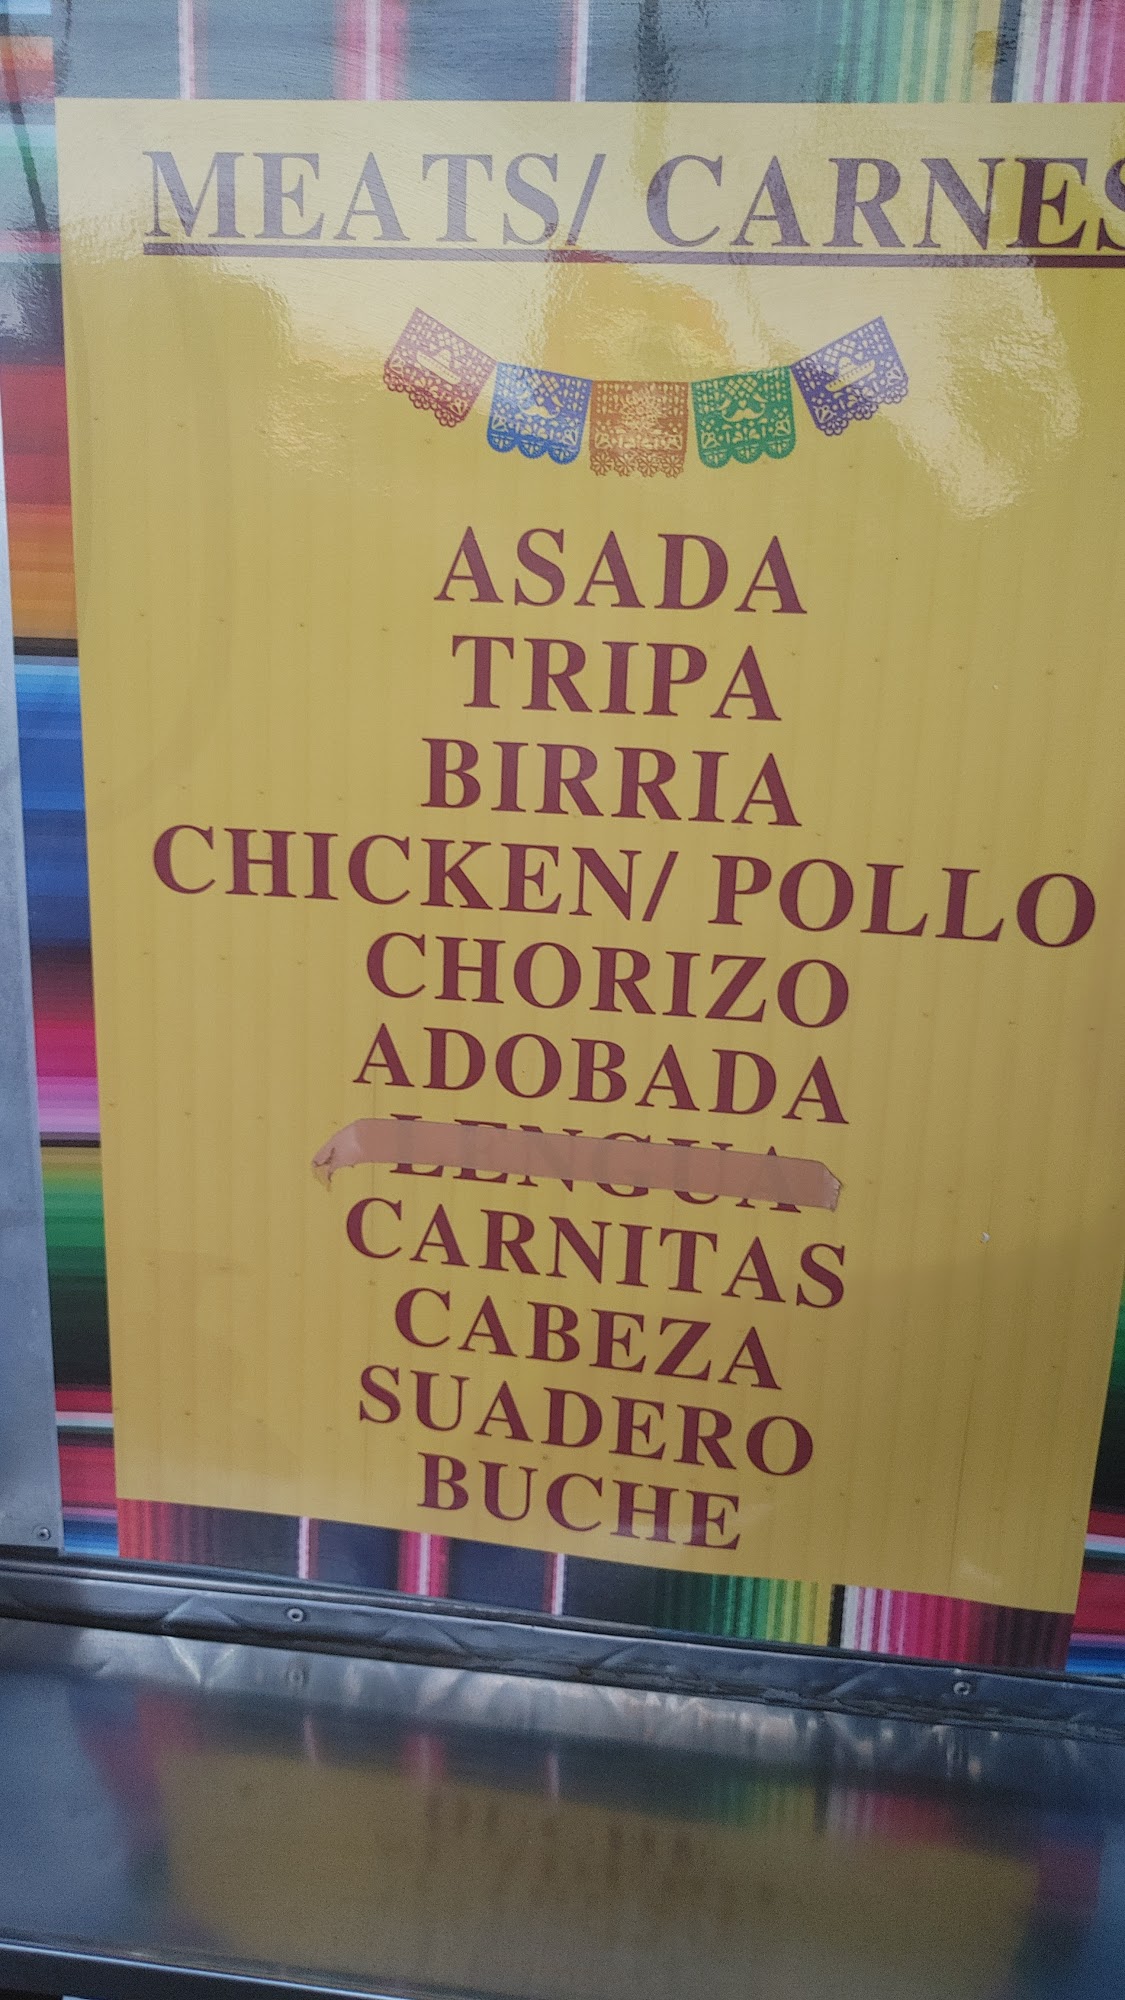 MEATS/ CARNES
ASADA
TRIPA
BIRRIA
CHICKEN/ POLLO
CHORIZO
ADOBADA
LENGUA
CARNITAS
CABEZA
SUADERO
BUCHE